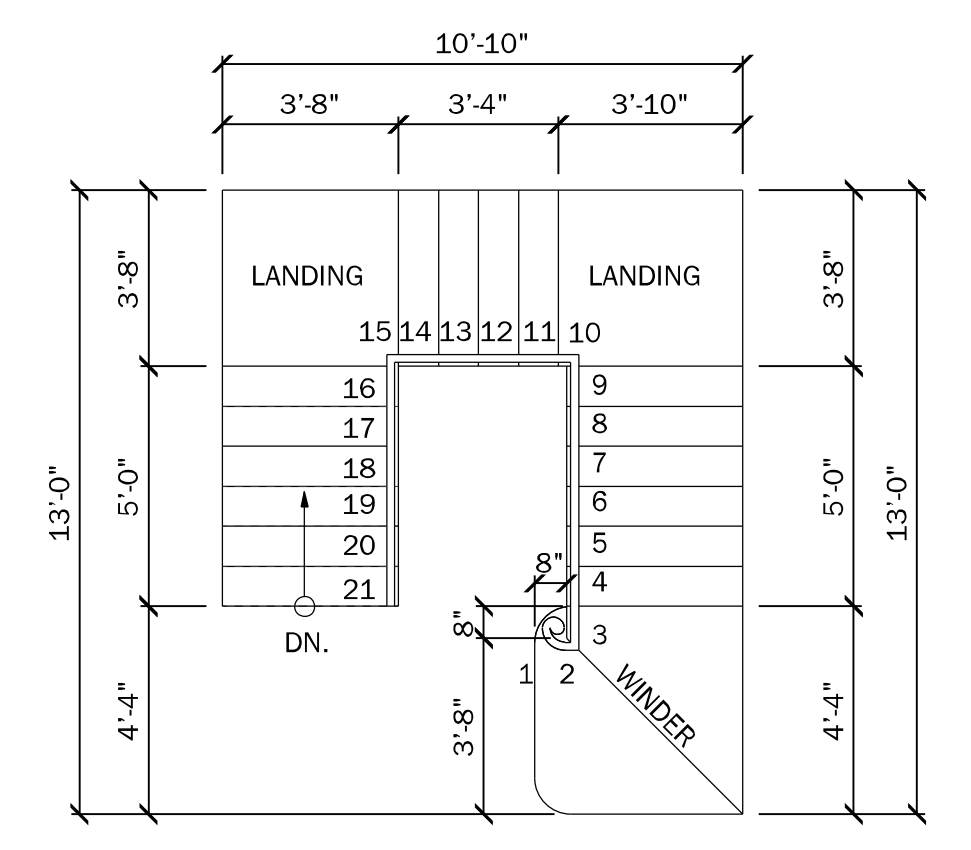 10'-10"
3'-8" 3'-4" 3'-10"
3'-8" LANDING LANDING 3'-8"
15 14 13 12 11 10
16 9
17 8
18 7
13'-0" 5'-0" 19 6 5'-0" 13'-0"
20 5
8"
21 4
DN. 8" 3
1 2
WINDER
4'-4" 3'-8" 4'-4"